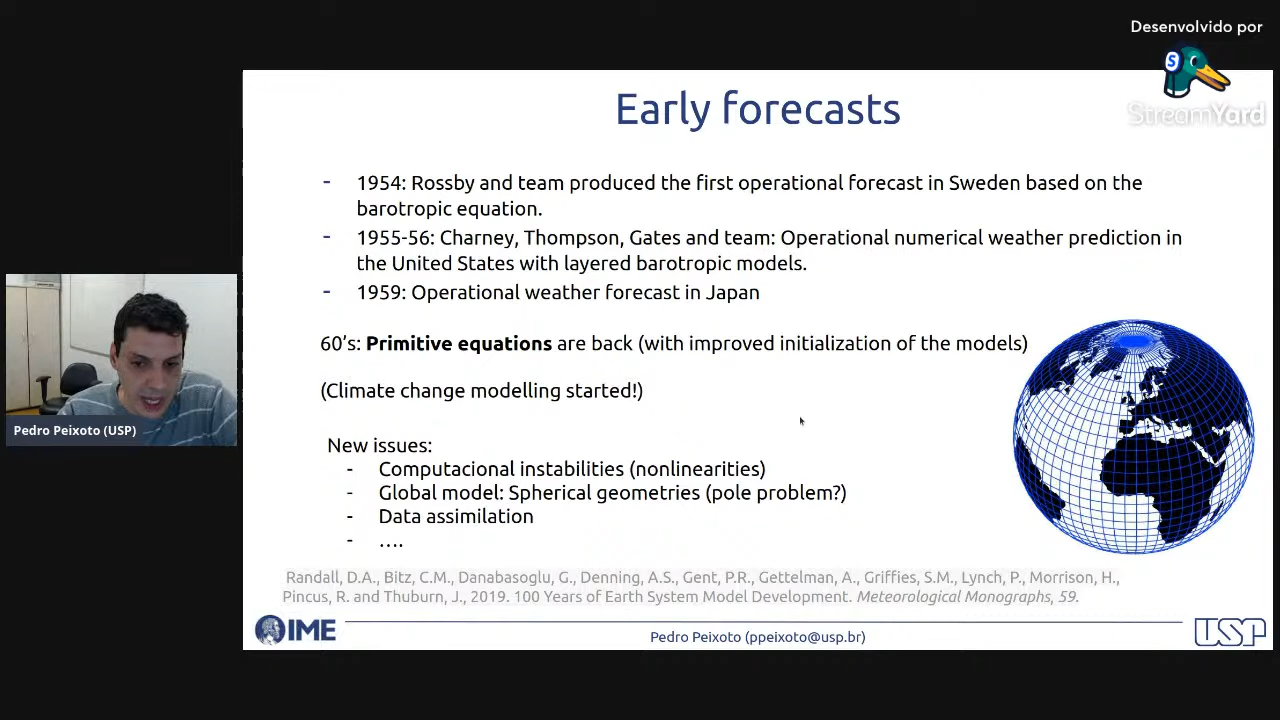 Desenvolvido por
StreamYard
Early forecasts
- 1954: Rossby and team produced the first operational forecast in Sweden based on the
barotropic equation.
- 1955-56: Charney, Thompson, Gates and team: Operational numerical weather prediction in
the United States with layered barotropic models.
- 1959: Operational weather forecast in Japan
60's: Primitive equations are back (with improved initialization of the models)
(Climate change modelling started!)
New issues:
- Computacional instabilities (nonlinearities)
- Global model: Spherical geometries (pole problem?)
- Data assimilation
- ....
Randall, D.A., Bitz, C.M., Danabasoglu, G., Denning, A.S., Gent, P.R., Gettelman, A., Griffies, S.M., Lynch, P., Morrison, H.,
Pincus, R. and Thuburn, J., 2019. 100 Years of Earth System Model Development. Meteorological Monographs, 59.
IME
Pedro Peixoto (ppeixoto@usp.br)
USP
Pedro Peixoto (USP)